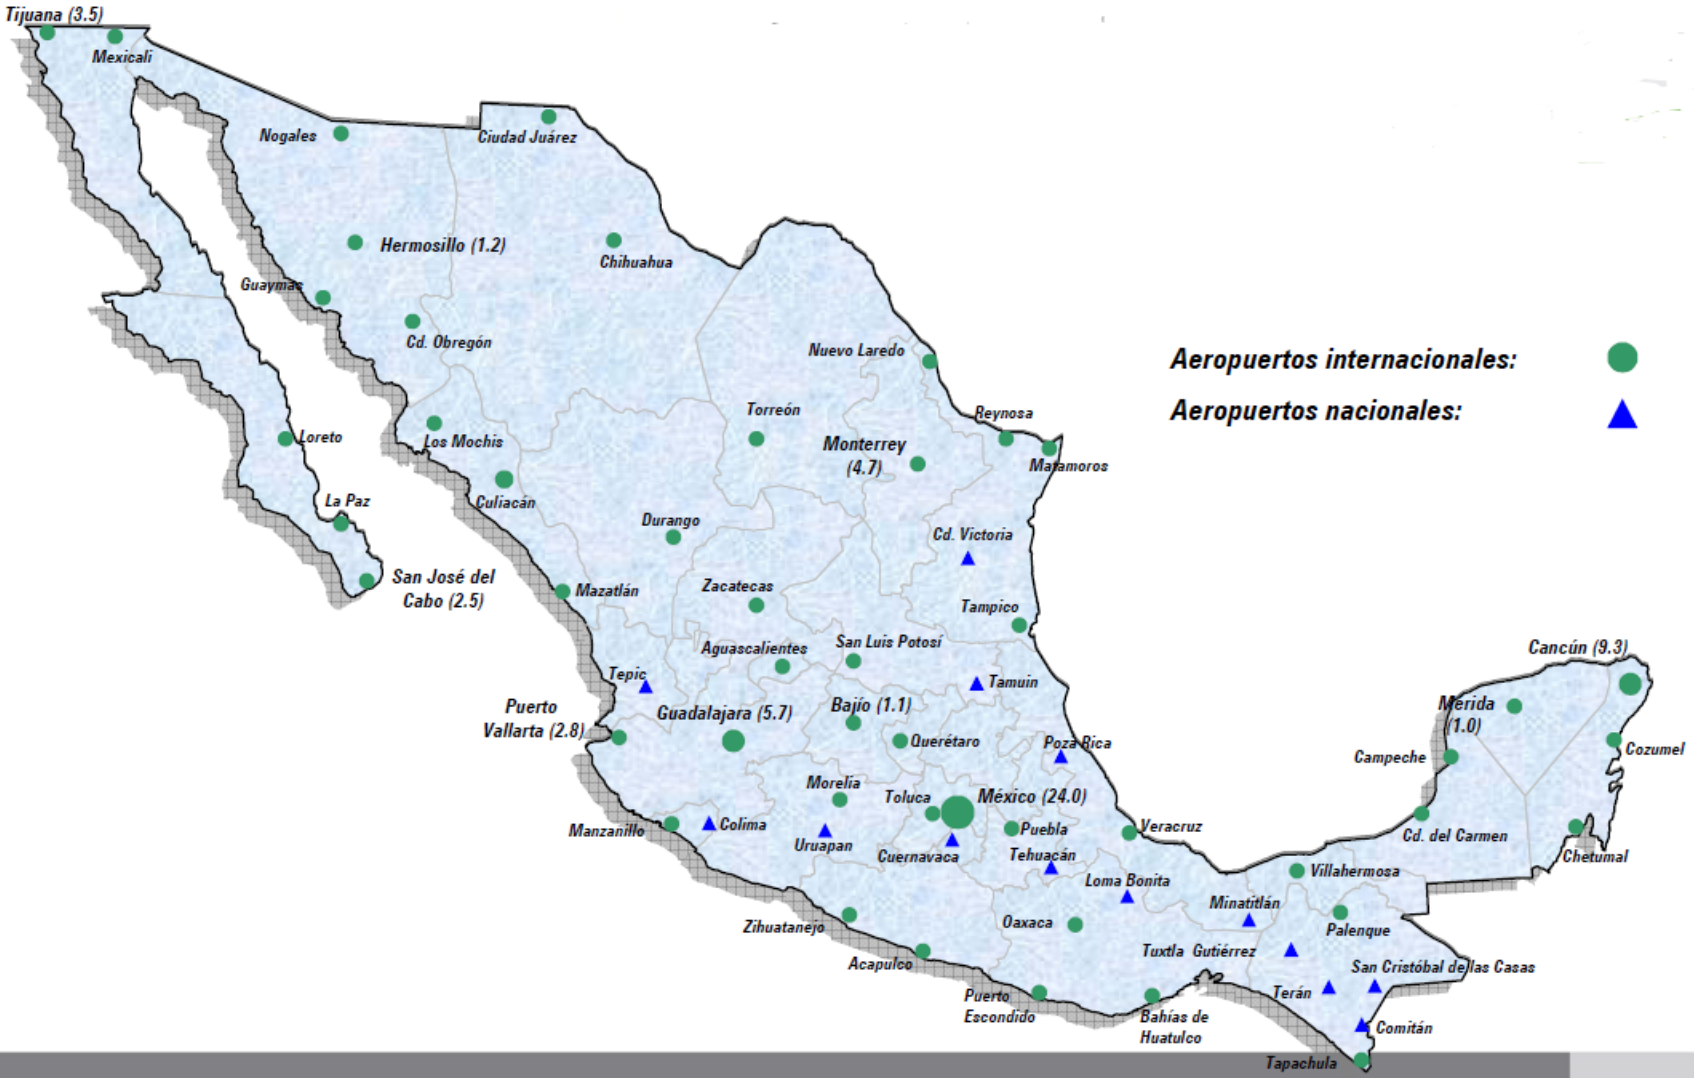 Tijuana (3.5)
Mexicali
Nogales
Ciudad Juárez
Hermosillo (1.2)
Chihuahua
Guaymas
Cd. Obregón
Nuevo Laredo
Aeropuertos internacionales:
Aeropuertos nacionales:
Torreón
Reynosa
Loreto
Los Mochis
Monterrey
(4.7)
Matamoros
La Paz
Culiacán
Durango
Cd. Victoria
San José del
Cabo (2.5)
Mazatlán
Zacatecas
Tampico
Aguascalientes
San Luis Potosí
Cancún (9.3)
Tepic
Tamuin
Puerto
Vallarta (2.8)
Guadalajara (5.7)
Bajío (1.1)
Merida
(1.0)
Querétaro
Poza Rica
Campeche
Cozumel
Morelia
Toluca
México (24.0)
Manzanillo
Colima
Uruapan
Puebla
Veracruz
Cd. del Carmen
Cuernavaca
Tehuacán
Chetumal
Loma Bonita
Villahermosa
Minatitlán
Zihuatanejo
Oaxaca
Palenque
Tuxtla Gutiérrez
Acapulco
San Cristóbal de las Casas
Puerto
Escondido
Terán
Bahías de
Huatulco
Comitán
Tapachula